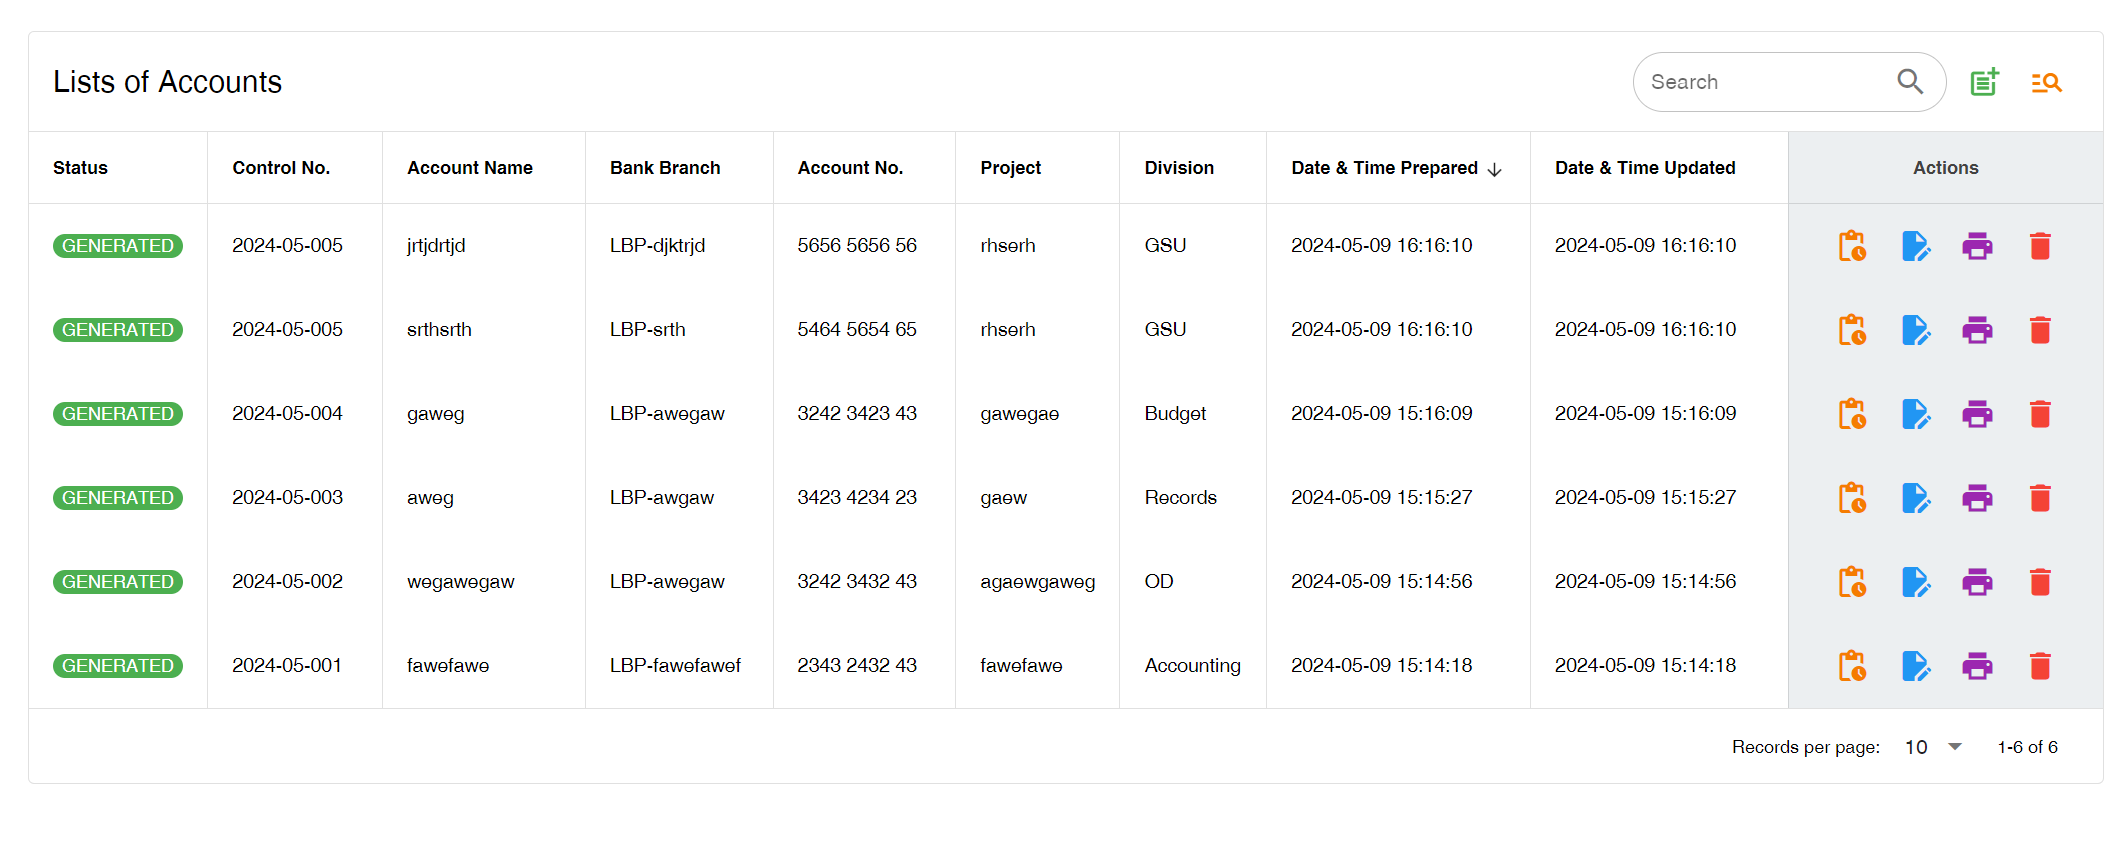 Lists of Accounts
Search
Status Control No. Account Name Bank Branch Account No. Project Division Date & Time Prepared Date & Time Updated Actions
GENERATED 2024-05-005 jrtjdrtjd LBP-djktrjd 5656 5656 56 rhserh GSU 2024-05-09 16:16:10 2024-05-09 16:16:10
GENERATED 2024-05-005 srthsrth LBP-srth 5464 5654 65 rhserh GSU 2024-05-09 16:16:10 2024-05-09 16:16:10
GENERATED 2024-05-004 gaweg LBP-awegaw 3242 3423 43 gawegae Budget 2024-05-09 15:16:09 2024-05-09 15:16:09
GENERATED 2024-05-003 aweg LBP-awgaw 3423 4234 23 gaew Records 2024-05-09 15:15:27 2024-05-09 15:15:27
GENERATED 2024-05-002 wegawegaw LBP-awegaw 3242 3432 43 agaewgaweg OD 2024-05-09 15:14:56 2024-05-09 15:14:56
GENERATED 2024-05-001 fawefawe LBP-fawefawef 2343 2432 43 fawefawe Accounting 2024-05-09 15:14:18 2024-05-09 15:14:18
Records per page: 10 1-6 of 6